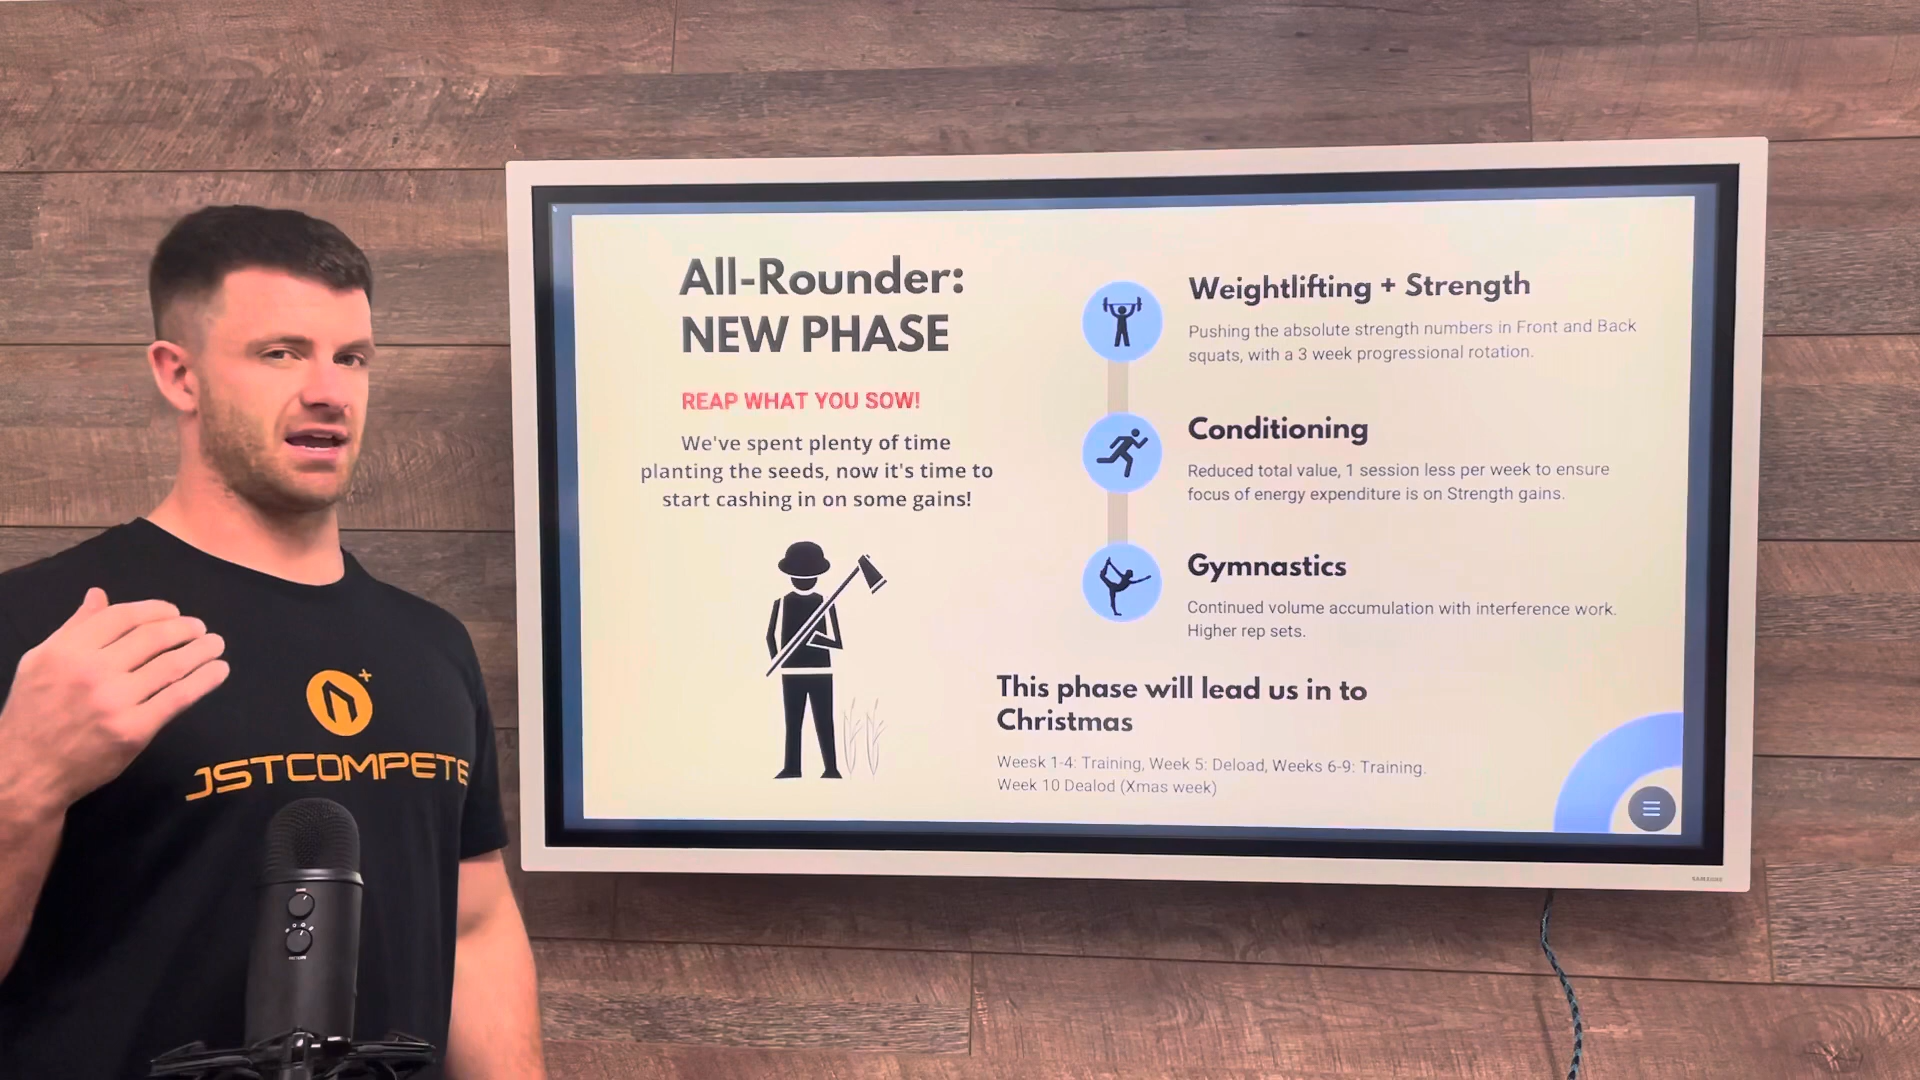 All-Rounder:
NEW PHASE
REAP WHAT YOU SOW!
We've spent plenty of time
planting the seeds, now it's time to
start cashing in on some gains!
Weightlifting + Strength
Pushing the absolute strength numbers in Front and Back
squats, with a 3 week progressional rotation.
Conditioning
Reduced total value, 1 session less per week to ensure
focus of energy expenditure is on Strength gains.
Gymnastics
Continued volume accumulation with interference work.
Higher rep sets.
This phase will lead us in to
Christmas
Weesk 1-4: Training, Week 5: Deload, Weeks 6-9: Training.
Week 10 Dealod (Xmas week)
SAMSUNG
JSTCOMPETE